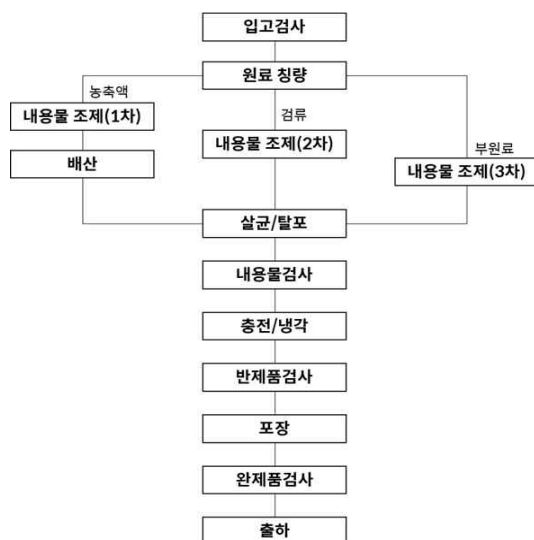 입고검사
원료 칭량
농축액
내용물 조제(1차)
배산
검류
내용물 조제(2차)
부원료
내용물 조제(3차)
살균/탈포
내용물검사
충전/냉각
반제품검사
포장
완제품검사
출하